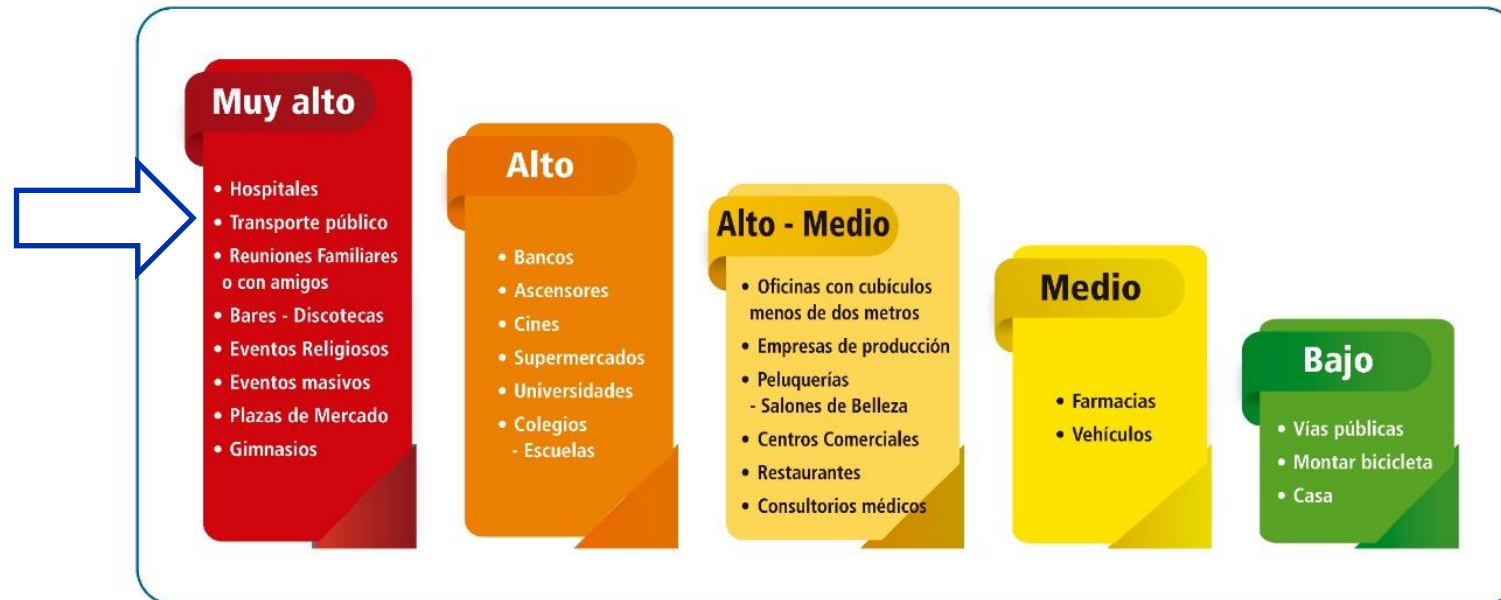 Muy alto
• Hospitales
• Transporte público
• Reuniones Familiares
o con amigos
• Bares - Discotecas
• Eventos Religiosos
• Eventos masivos
• Plazas de Mercado
• Gimnasios
Alto
• Bancos
• Ascensores
• Cines
• Supermercados
• Universidades
• Colegios
- Escuelas
Alto - Medio
• Oficinas con cubículos
menos de dos metros
• Empresas de producción
• Peluquerías
- Salones de Belleza
• Centros Comerciales
• Restaurantes
• Consultorios médicos
Medio
• Farmacias
• Vehículos
Bajo
• Vías públicas
• Montar bicicleta
• Casa